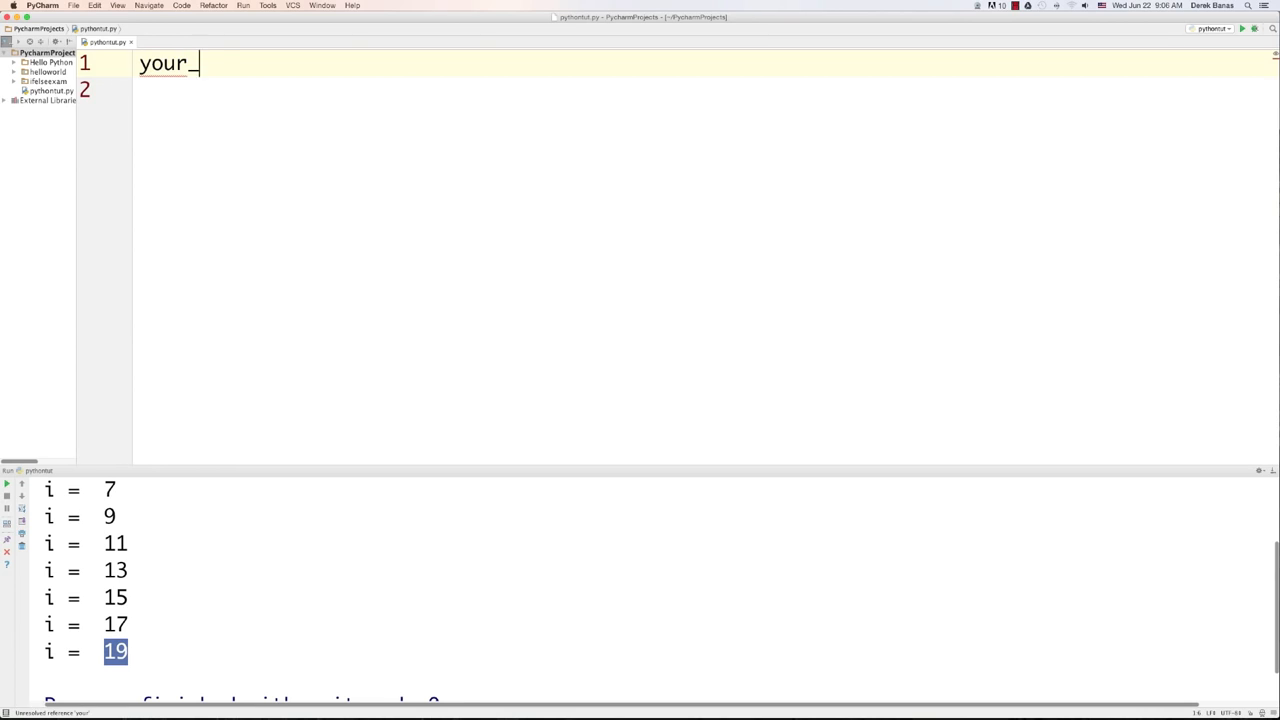 PyCharm File Edit View Navigate Code Refactor Run Tools VCS Window Help 10 Wed Jun 22 9:06 AM Derek Banas
pythontut.py - PycharmProjects - [~/PycharmProjects]
PycharmProjects pythontut.py pythontut
pythontut.py
PycharmProject
Hello Python
helloworld
ifelseexam
pythontut.py
External Librarie
1 your_
2
Run pythontut
i = 7
i = 9
i = 11
i = 13
i = 15
i = 17
i = 19
Unresolved reference 'your' 1:6 LF÷ UTF-8÷